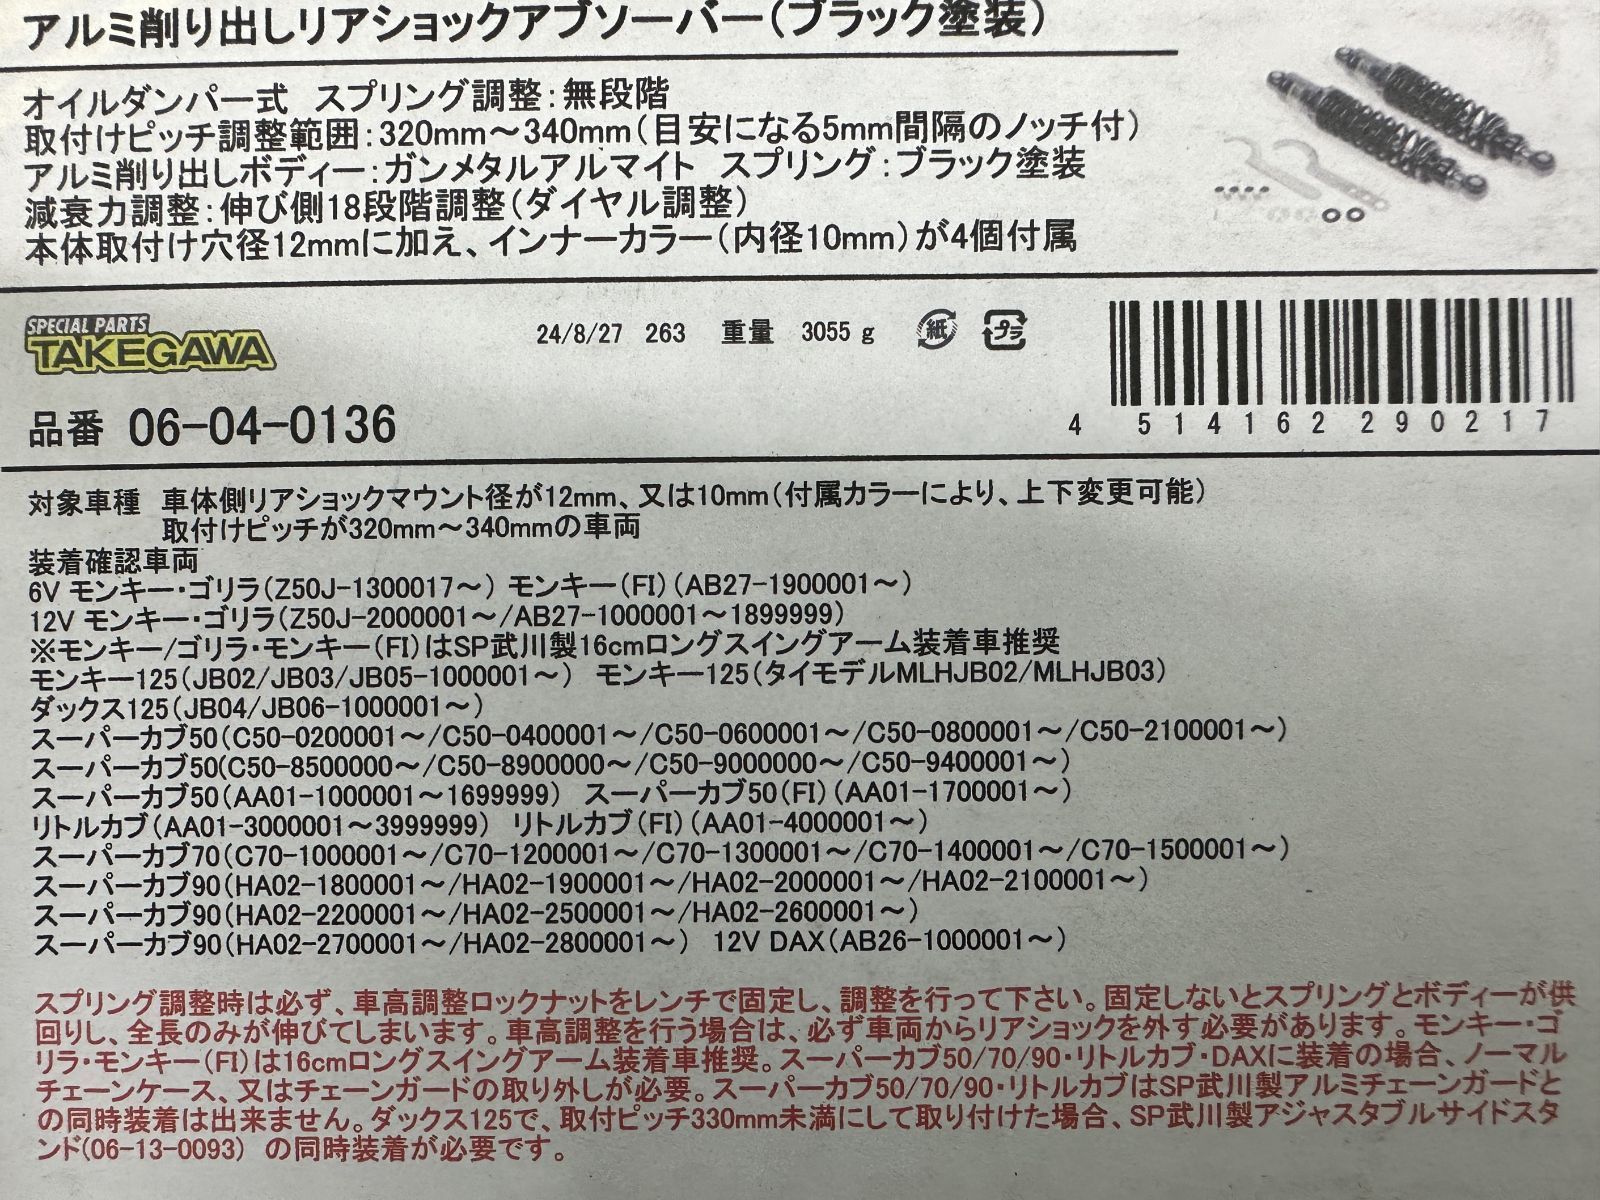 アルミ削り出しリアショックアブソーバー(ブラック塗装)
オイルダンパー式 スプリング調整:無段階
取付けピッチ調整範囲:320mm～340mm(目安になる5mm間隔のノッチ付)
アルミ削り出しボディー:ガンメタルアルマイト スプリング:ブラック塗装
減衰力調整:伸び側18段階調整(ダイヤル調整)
本体取付け穴径12mmに加え、インナーカラー(内径10mm)が4個付属
SPECIAL PARTS
TAKEGAWA
24/8/27 263 重量 3055 g 紙 プラ
品番 06-04-0136
4 514162 290217
対象車種 車体側リアショックマウント径が12mm、又は10mm(付属カラーにより、上下変更可能)
取付けピッチが320mm～340mmの車両
装着確認車両
6V モンキー・ゴリラ(Z50J-1300017～) モンキー(FI)(AB27-1900001～)
12V モンキー・ゴリラ(Z50J-2000001～/AB27-1000001～1899999)
※モンキー/ゴリラ・モンキー(FI)はSP武川製16cmロングスイングアーム装着車推奨
モンキー125(JB02/JB03/JB05-1000001～) モンキー125(タイモデルMLHJB02/MLHJB03)
ダックス125(JB04/JB06-1000001～)
スーパーカブ50(C50-0200001～/C50-0400001～/C50-0600001～/C50-0800001～/C50-2100001～)
スーパーカブ50(C50-8500000～/C50-8900000～/C50-9000000～/C50-9400001～)
スーパーカブ50(AA01-1000001～1699999) スーパーカブ50(FI)(AA01-1700001～)
リトルカブ(AA01-3000001～3999999) リトルカブ(FI)(AA01-4000001～)
スーパーカブ70(C70-1000001～/C70-1200001～/C70-1300001～/C70-1400001～/C70-1500001～)
スーパーカブ90(HA02-1800001～/HA02-1900001～/HA02-2000001～/HA02-2100001～)
スーパーカブ90(HA02-2200001～/HA02-2500001～/HA02-2600001～)
スーパーカブ90(HA02-2700001～/HA02-2800001～) 12V DAX(AB26-1000001～)
スプリング調整時は必ず、車高調整ロックナットをレンチで固定し、調整を行って下さい。固定しないとスプリングとボディーが供
回りし、全長のみが伸びてしまいます。車高調整を行う場合は、必ず車両からリアショックを外す必要があります。モンキー・ゴ
リラ・モンキー(FI)は16cmロングスイングアーム装着車推奨。スーパーカブ50/70/90・リトルカブ・DAXに装着の場合、ノーマル
チェーンケース、又はチェーンガードの取り外しが必要。スーパーカブ50/70/90・リトルカブはSP武川製アルミチェーンガードと
の同時装着は出来ません。ダックス125で、取付ピッチ330mm未満にして取り付けた場合、SP武川製アジャスタブルサイドスタ
ンド(06-13-0093) の同時装着が必要です。